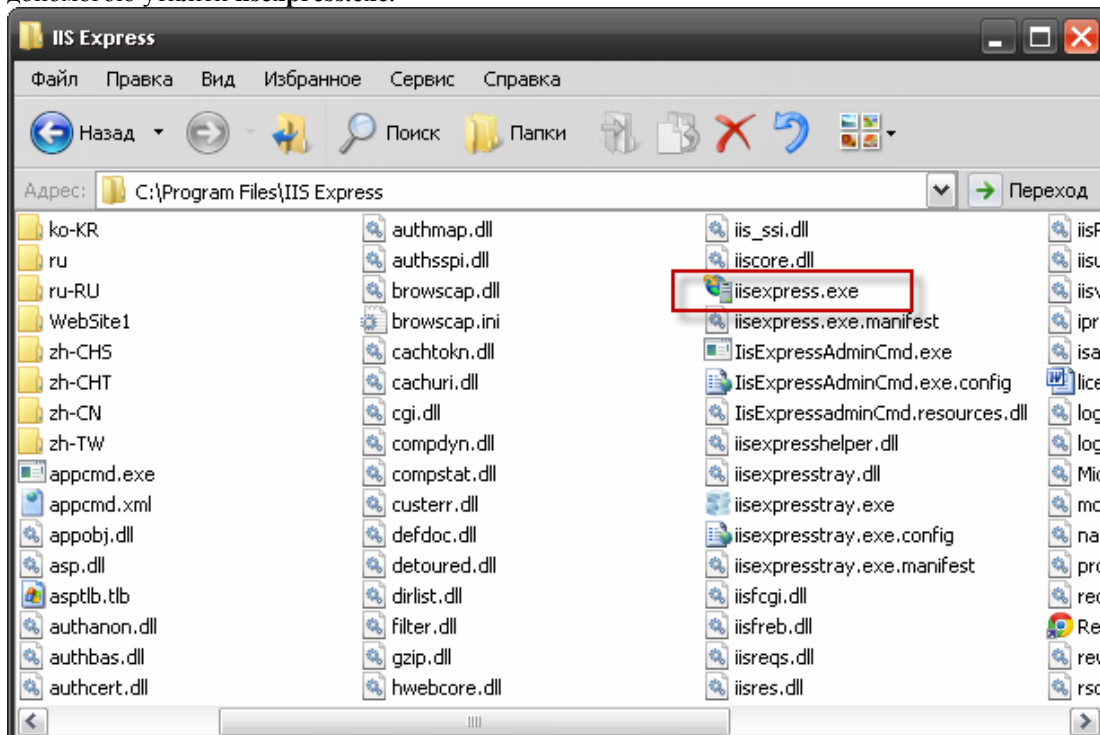 допомогою утиліти iisexpress.exe.
IIS Express
Файл Правка Вид Избранное Сервис Справка
Назад Поиск Папки
Адрес: C:\Program Files\IIS Express Переход
ko-KR authmap.dll iis_ssi.dll
ru authsspi.dll iiscore.dll
ru-RU browscap.dll iisexpress.exe
WebSite1 browscap.ini iisexpress.exe.manifest
zh-CHS cachtokn.dll IisExpressAdminCmd.exe
zh-CHT cachuri.dll IisExpressAdminCmd.exe.config
zh-CN cgi.dll IisExpressadminCmd.resources.dll
zh-TW compdyn.dll iisexpresshelper.dll
appcmd.exe compstat.dll iisexpresstray.dll
appcmd.xml custerr.dll iisexpresstray.exe
appobj.dll defdoc.dll iisexpresstray.exe.config
asp.dll detoured.dll iisexpresstray.exe.manifest
asptlb.tlb dirlist.dll iisfcgi.dll
authanon.dll filter.dll iisfreb.dll
authbas.dll gzip.dll iisreqs.dll
authcert.dll hwebcore.dll iisres.dll